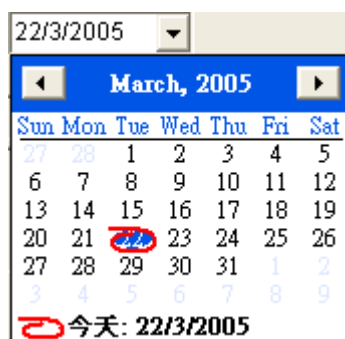 22/3/2005
March, 2005
Sun Mon Tue Wed Thu Fri Sat
27 28 1 2 3 4 5
6 7 8 9 10 11 12
13 14 15 16 17 18 19
20 21 22 23 24 25 26
27 28 29 30 31 1 2
3 4 5 6 7 8 9
今天: 22/3/2005